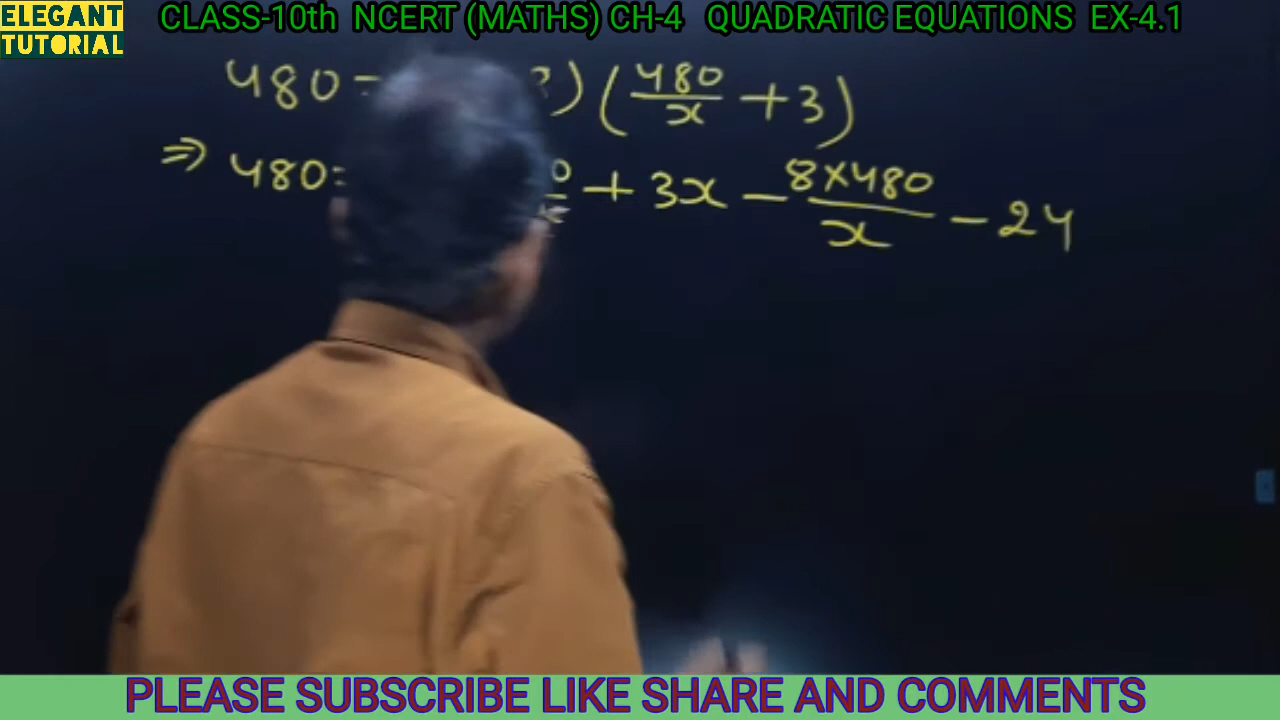 ELEGANT
TUTORIAL
CLASS-10th NCERT (MATHS) CH-4 QUADRATIC EQUATIONS EX-4.1
480 = ) (480/x + 3)
⇒ 480 = + 3x - 8×480/x - 24
PLEASE SUBSCRIBE LIKE SHARE AND COMMENTS